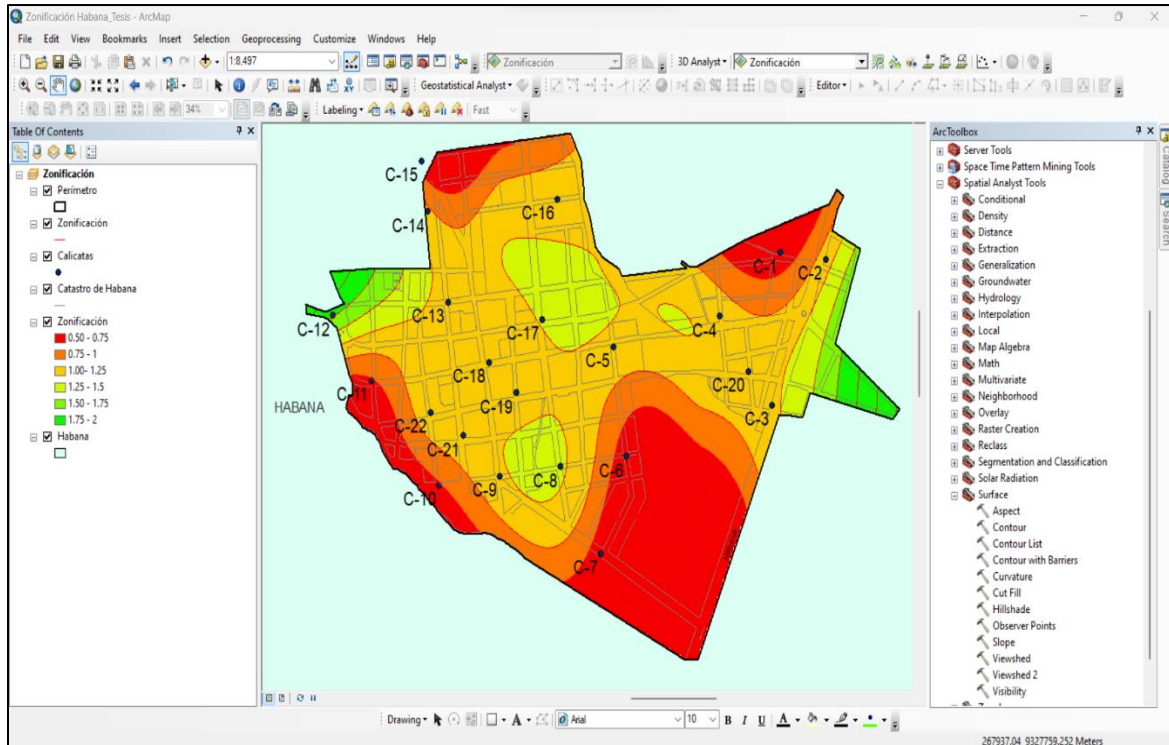 Zonificación Habana_Tesis - ArcMap
File Edit View Bookmarks Insert Selection Geoprocessing Customize Windows Help
1:8,497 Zonificación 3D Analyst Zonificación
Geostatistical Analyst Editor
34% Labeling Fast
Table Of Contents
Zonificación
Perímetro
Zonificación
Calicatas
Catastro de Habana
Zonificación
0.50 - 0.75
0.75 - 1
1.00- 1.25
1.25 - 1.5
1.50 - 1.75
1.75 - 2
Habana
C-15
C-14
C-16
C-1
C-2
C-12
C-13
C-17
C-4
C-5
C-18
C-11
C-20
C-19
HABANA
C-22
C-3
C-21
C-6
C-8
C-9
C-10
C-7
ArcToolbox
Server Tools
Space Time Pattern Mining Tools
Spatial Analyst Tools
Conditional
Density
Distance
Extraction
Generalization
Groundwater
Hydrology
Interpolation
Local
Map Algebra
Math
Multivariate
Neighborhood
Overlay
Raster Creation
Reclass
Segmentation and Classification
Solar Radiation
Surface
Aspect
Contour
Contour List
Contour with Barriers
Curvature
Cut Fill
Hillshade
Observer Points
Slope
Viewshed
Viewshed 2
Visibility
Catalog
Search
Drawing Arial 10 B I U A
267937,04 9327759,252 Meters